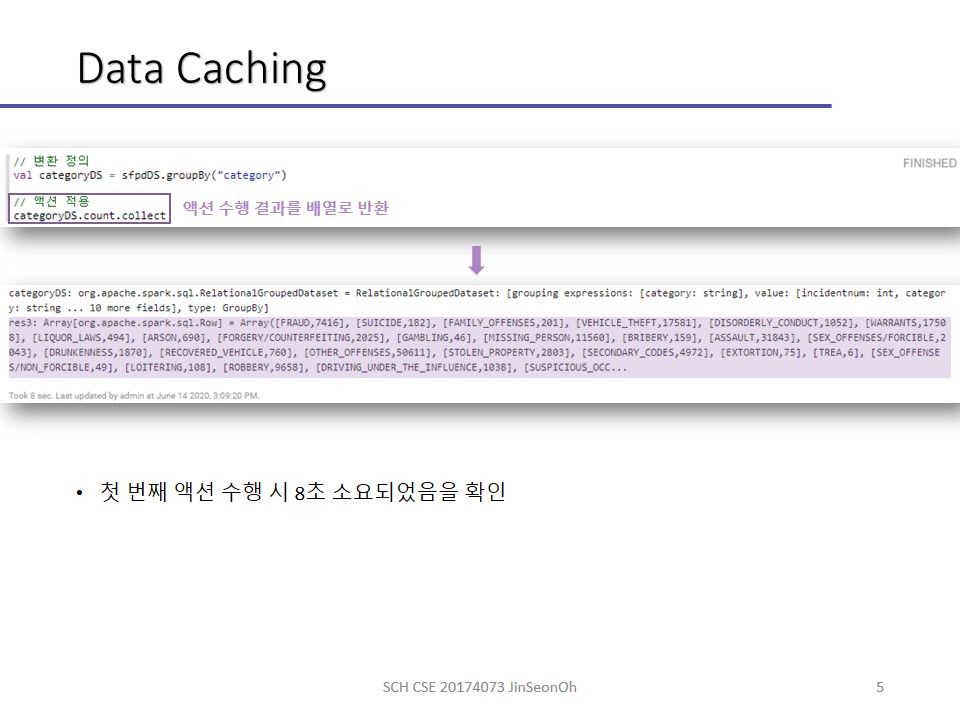 Data Caching
// 변환 정의
FINISHED
val categoryDS = sfpdDS.groupBy("category")
// 액션 적용
categoryDS.count.collect
액션 수행 결과를 배열로 반환
categoryDS: org.apache.spark.sql.RelationalGroupedDataset = RelationalGroupedDataset: [grouping expressions: [category: string], value: [incidentnum: int, categor
y: string ... 10 more fields], type: GroupBy]
res3: Array[org.apache.spark.sql.Row] = Array([FRAUD,7416], [SUICIDE,182], [FAMILY_OFFENSES,201], [VEHICLE_THEFT,17581], [DISORDERLY_CONDUCT,1052], [WARRANTS,1750
8], [LIQUOR_LAWS,494], [ARSON,690], [FORGERY/COUNTERFEITING,2025], [GAMBLING,46], [MISSING_PERSON,11560], [BRIBERY,159], [ASSAULT,31843], [SEX_OFFENSES/FORCIBLE,2
043], [DRUNKENNESS,1870], [RECOVERED_VEHICLE,760], [OTHER_OFFENSES,50611], [STOLEN_PROPERTY,2803], [SECONDARY_CODES,4972], [EXTORTION,75], [TREA,6], [SEX_OFFENSE
S/NON_FORCIBLE,49], [LOITERING,108], [ROBBERY,9658], [DRIVING_UNDER_THE_INFLUENCE,1038], [SUSPICIOUS_OCC...
Took 8 sec. Last updated by admin at June 14 2020, 3:09:20 PM.
• 첫 번째 액션 수행 시 8초 소요되었음을 확인
SCH CSE 20174073 JinSeonOh
5